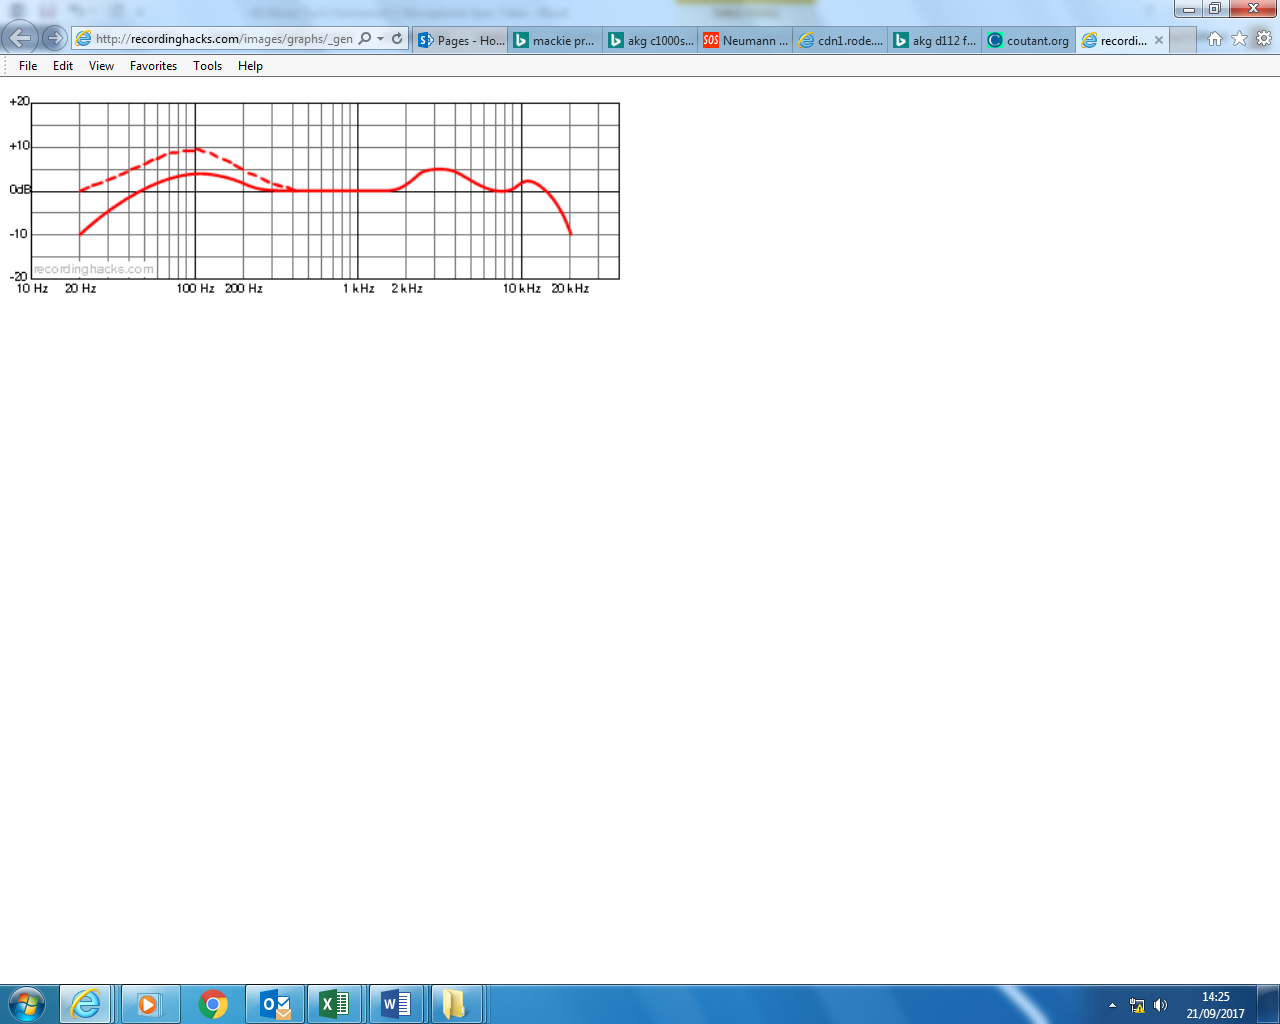 http://recordinghacks.com/images/graphs/_gen
Pages - Ho...
mackie pr...
akg c1000s...
SOS Neumann ...
cdn1.rode....
akg d112 f...
coutant.org
recordi...
File Edit View Favorites Tools Help
+20
+10
0dB
-10
-20
recordinghacks.com
10 Hz 20 Hz 100 Hz 200 Hz 1 kHz 2 kHz 10 kHz 20 kHz
14:25
21/09/2017